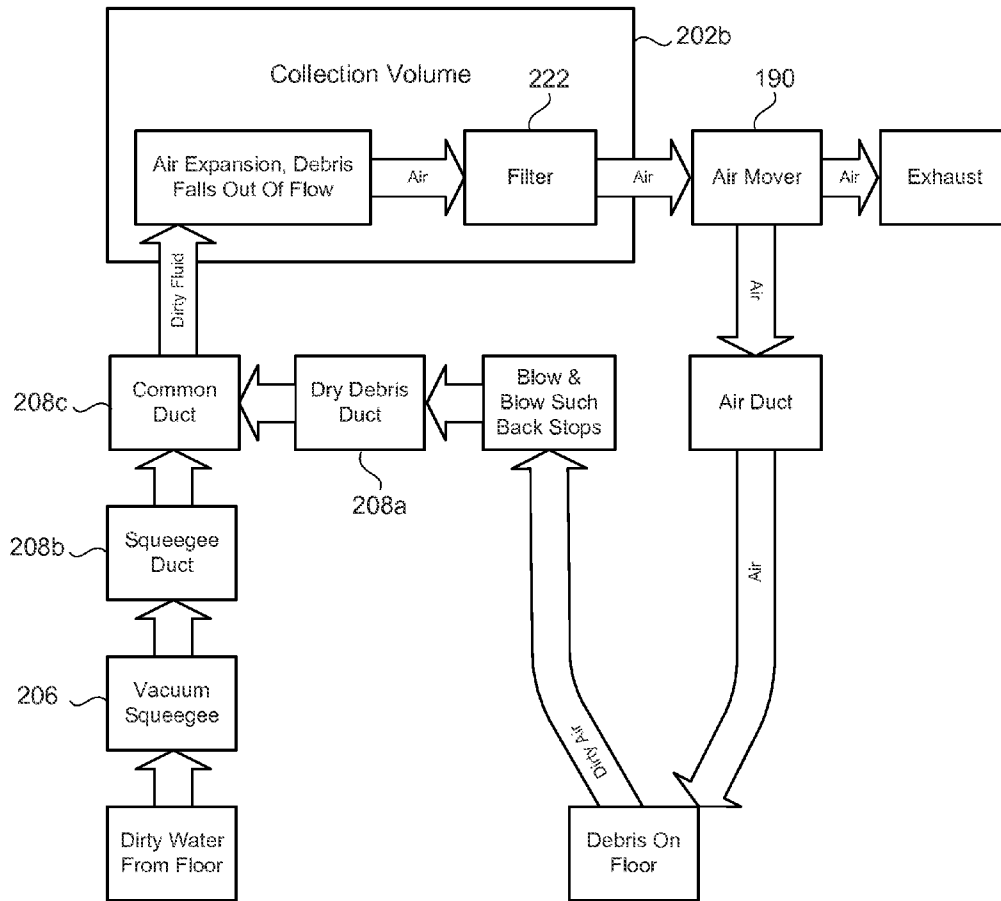 202b
Collection Volume
222
190
Air Expansion, Debris
Falls Out Of Flow
Air
Filter
Air
Air Mover
Air
Exhaust
Dirty Fluid
Air
208c
Common
Duct
Dry Debris
Duct
208a
Blow &
Blow Such
Back Stops
Air Duct
208b
Squeegee
Duct
Air
206
Vacuum
Squeegee
Dirty Air
Dirty Water
From Floor
Debris On
Floor